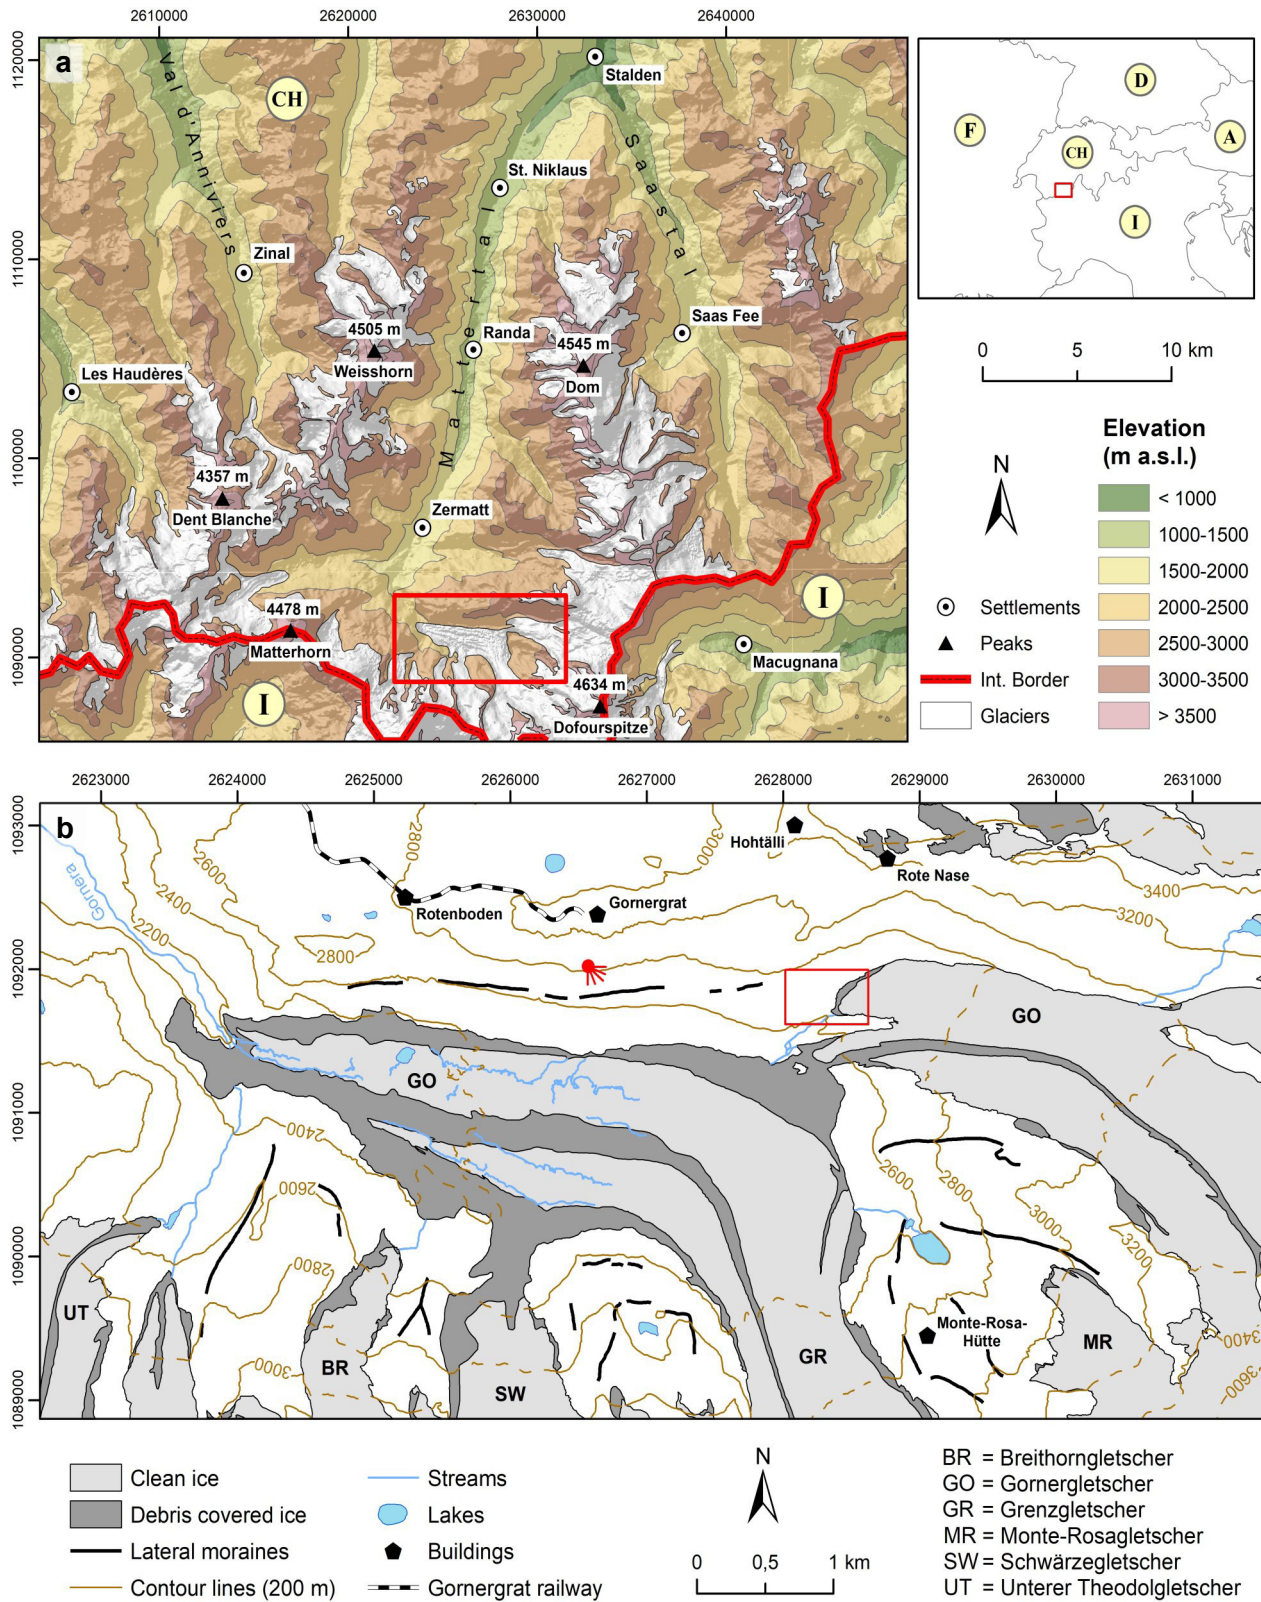 2610000
2620000
2630000
2640000
1120000
1110000
1100000
1090000
a
Val d'Anniviers
CH
Stalden
Saastal
St. Niklaus
Mattertal
Zinal
4505 m
Weisshorn
Randa
4545 m
Dom
Saas Fee
Les Haudères
4357 m
Dent Blanche
Zermatt
4478 m
Matterhorn
I
I
Macugnana
4634 m
Dofourspitze
D
F
CH
A
I
0
5
10 km
N
Elevation
(m a.s.l.)
< 1000
1000-1500
1500-2000
2000-2500
2500-3000
3000-3500
> 3500
Settlements
Peaks
Int. Border
Glaciers
2623000
2624000
2625000
2626000
2627000
2628000
2629000
2630000
2631000
1093000
1092000
1091000
1090000
1089000
b
Gornera
2600
2400
2200
2800
2800
3000
Hohtälli
Rote Nase
Rotenboden
Gornergrat
3400
3200
GO
GO
2400
2600
2800
3000
2600
2800
3000
3200
3400
3600
UT
BR
SW
GR
MR
Monte-Rosa-
Hütte
Clean ice
Debris covered ice
Lateral moraines
Contour lines (200 m)
Streams
Lakes
Buildings
Gornergrat railway
N
0
0,5
1 km
BR = Breithorngletscher
GO = Gornergletscher
GR = Grenzgletscher
MR = Monte-Rosagletscher
SW = Schwärzegletscher
UT = Unterer Theodolgletscher